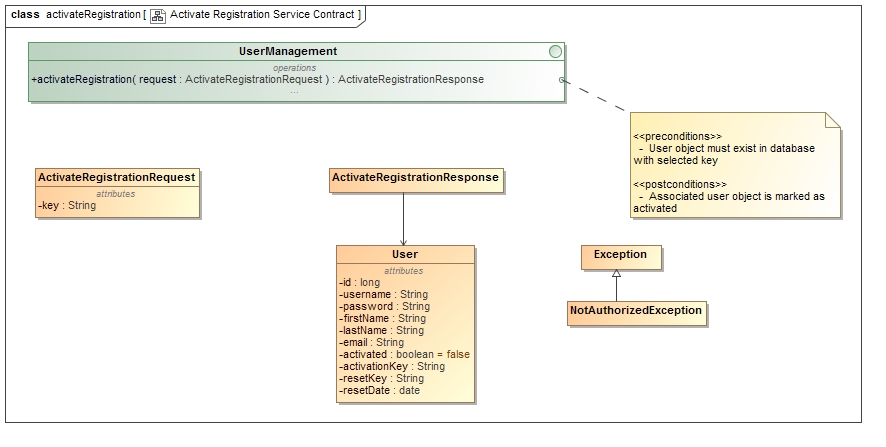 class activateRegistration [ Activate Registration Service Contract ]
UserManagement
operations
+activateRegistration( request : ActivateRegistrationRequest ) : ActivateRegistrationResponse
...
<<preconditions>>
- User object must exist in database
with selected key
<<postconditions>>
- Associated user object is marked as
activated
ActivateRegistrationRequest
attributes
-key : String
ActivateRegistrationResponse
User
attributes
-id : long
-username : String
-password : String
-firstName : String
-lastName : String
-email : String
-activated : boolean = false
-activationKey : String
-resetKey : String
-resetDate : date
Exception
NotAuthorizedException